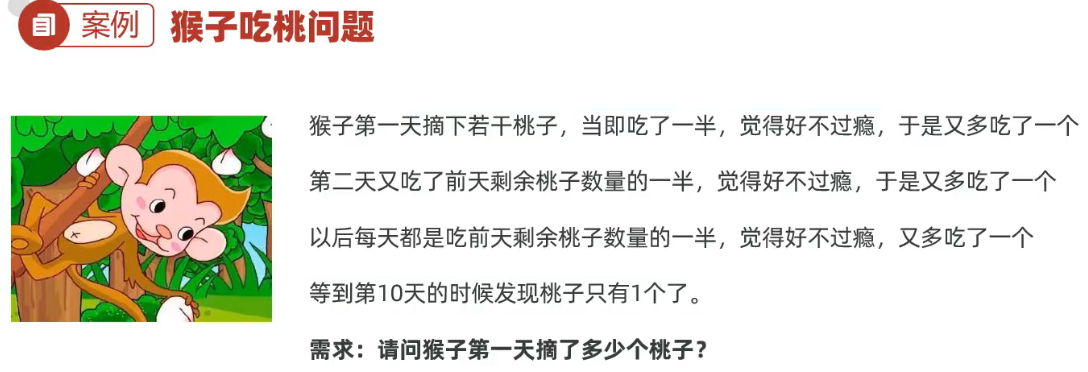 案例 猴子吃桃问题
猴子第一天摘下若干桃子，当即吃了一半，觉得好不过瘾，于是又多吃了一个
第二天又吃了前天剩余桃子数量的一半，觉得好不过瘾，于是又多吃了一个
以后每天都是吃前天剩余桃子数量的一半，觉得好不过瘾，又多吃了一个
等到第10天的时候发现桃子只有1个了。
需求：请问猴子第一天摘了多少个桃子？